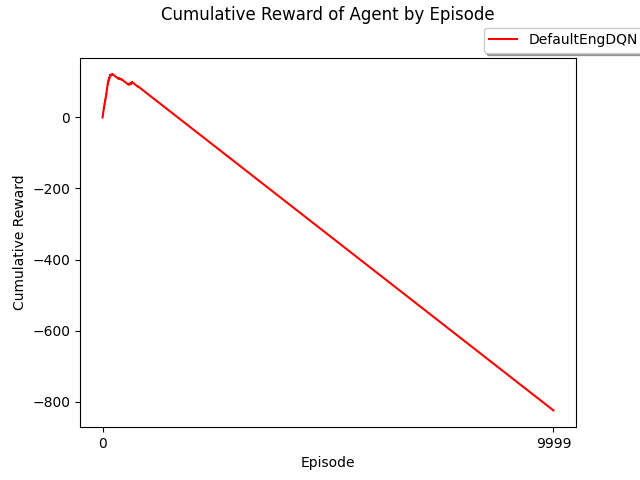 Cumulative Reward of Agent by Episode
DefaultEngDQN
0
−200
−400
−600
−800
Cumulative Reward
0 9999
Episode